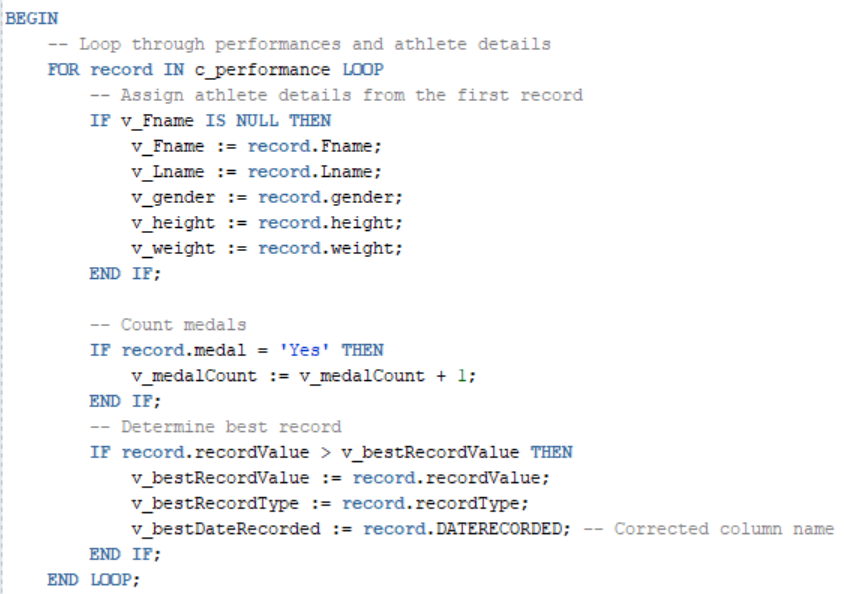 BEGIN
    -- Loop through performances and athlete details
    FOR record IN c_performance LOOP
        -- Assign athlete details from the first record
        IF v_Fname IS NULL THEN
            v_Fname := record.Fname;
            v_Lname := record.Lname;
            v_gender := record.gender;
            v_height := record.height;
            v_weight := record.weight;
        END IF;

        -- Count medals
        IF record.medal = 'Yes' THEN
            v_medalCount := v_medalCount + 1;
        END IF;
        -- Determine best record
        IF record.recordValue > v_bestRecordValue THEN
            v_bestRecordValue := record.recordValue;
            v_bestRecordType := record.recordType;
            v_bestDateRecorded := record.DATERECORDED; -- Corrected column name
        END IF;
    END LOOP;